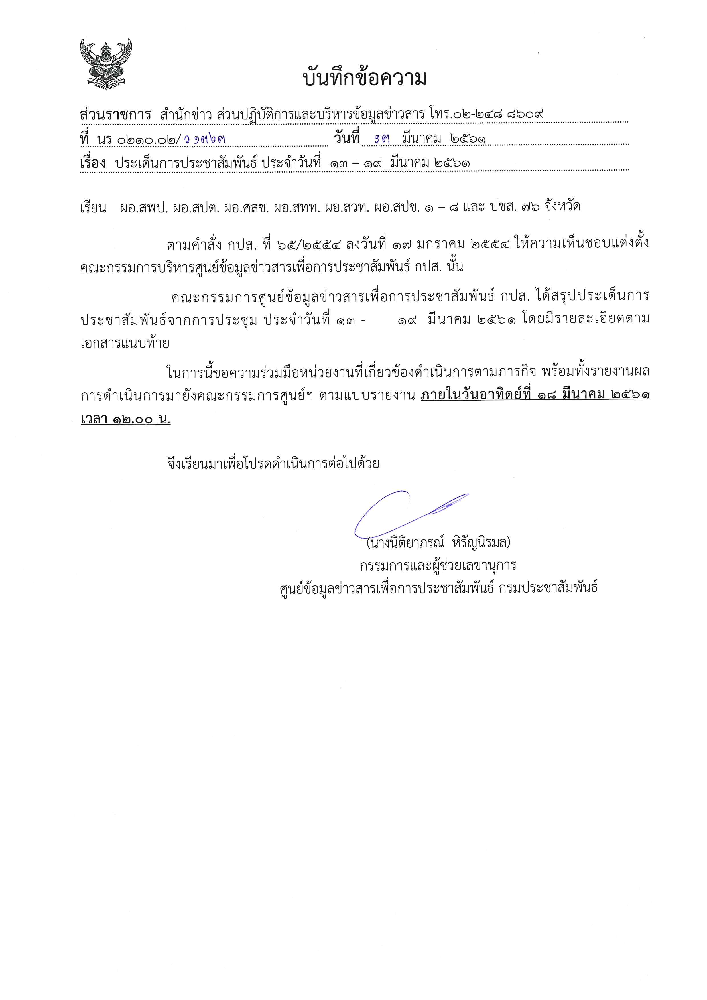 บันทึกข้อความ
ส่วนราชการ สำนักข่าว ส่วนปฏิบัติการและบริหารข้อมูลข่าวสาร โทร.๐๒-๒๔๘ ๘๖๐๙
ที่ นร ๐๒๑๐.๐๒/ว ๑๓๖๓ วันที่ ๑๓ มีนาคม ๒๕๖๑
เรื่อง ประเด็นการประชาสัมพันธ์ ประจำวันที่ ๑๓ – ๑๙ มีนาคม ๒๕๖๑
เรียน ผอ.สพป. ผอ.สปต. ผอ.ศสช. ผอ.สทท. ผอ.สวท. ผอ.สปข. ๑ – ๘ และ ปชส. ๗๖ จังหวัด
ตามคำสั่ง กปส. ที่ ๖๕/๒๕๕๔ ลงวันที่ ๑๗ มกราคม ๒๕๕๔ ให้ความเห็นชอบแต่งตั้ง
คณะกรรมการบริหารศูนย์ข้อมูลข่าวสารเพื่อการประชาสัมพันธ์ กปส. นั้น
คณะกรรมการศูนย์ข้อมูลข่าวสารเพื่อการประชาสัมพันธ์ กปส. ได้สรุปประเด็นการ
ประชาสัมพันธ์จากการประชุม ประจำวันที่ ๑๓ - ๑๙ มีนาคม ๒๕๖๑ โดยมีรายละเอียดตาม
เอกสารแนบท้าย
ในการนี้ขอความร่วมมือหน่วยงานที่เกี่ยวข้องดำเนินการตามภารกิจ พร้อมทั้งรายงานผล
การดำเนินการมายังคณะกรรมการศูนย์ฯ ตามแบบรายงาน ภายในวันอาทิตย์ที่ ๑๘ มีนาคม ๒๕๖๑
เวลา ๑๒.๐๐ น.
จึงเรียนมาเพื่อโปรดดำเนินการต่อไปด้วย
(นางนิติยาภรณ์ หิรัญนิรมล)
กรรมการและผู้ช่วยเลขานุการ
ศูนย์ข้อมูลข่าวสารเพื่อการประชาสัมพันธ์ กรมประชาสัมพันธ์